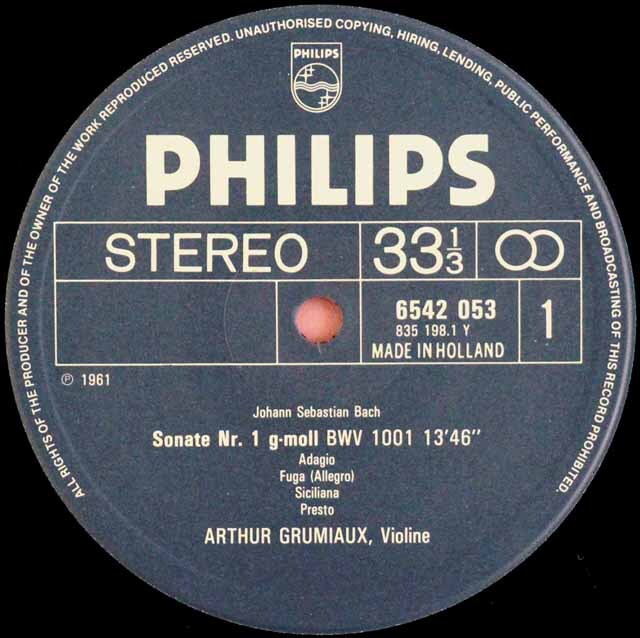 ALL RIGHTS OF THE PRODUCER AND OF THE OWNER OF THE WORK REPRODUCED RESERVED. UNAUTHORISED COPYING, HIRING, LENDING, PUBLIC PERFORMANCE AND BROADCASTING OF THIS RECORD PROHIBITED.
PHILIPS
PHILIPS
STEREO
33 1/3
6542 053
835 198.1 Y
MADE IN HOLLAND
1
℗ 1961
Johann Sebastian Bach
Sonate Nr. 1 g-moll BWV 1001 13'46"
Adagio
Fuga (Allegro)
Siciliana
Presto
ARTHUR GRUMIAUX, Violine